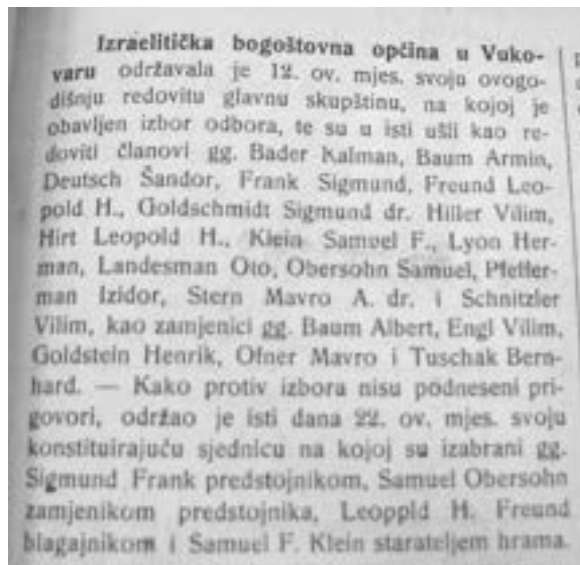 Izraelitička bogoštovna općina u Vuko-
varu održavala je 12. ov. mjes. svoju ovogo-
dišnju redovitu glavnu skupštinu, na kojoj je
obavljen izbor odbora, te su u isti ušli kao re-
doviti članovi gg. Bader Kalman, Baum Armin,
Deutsch Šandor, Frank Sigmund, Freund Leo-
pold H., Goldschmidt Sigmund dr. Hiller Vilim,
Hirt Leopold H., Klein Samuel F., Lyon Her-
man, Landesman Oto, Obersohn Samuel, Pfeffer-
man Izidor, Stern Mavro A. dr. i Schnitzler
Vilim, kao zamjenici gg. Baum Albert, Engl Vilim,
Goldstein Henrik, Ofner Mavro i Tuschak Bern-
hard. — Kako protiv izbora nisu podneseni pri-
govori, održao je isti dana 22. ov. mjes. svoju
konstituirajuću sjednicu na kojoj su izabrani gg.
Sigmund Frank predstojnikom, Samuel Obersohn
zamjenikom predstojnika, Leoppld H. Freund
blagajnikom i Samuel F. Klein starateljem hrama.